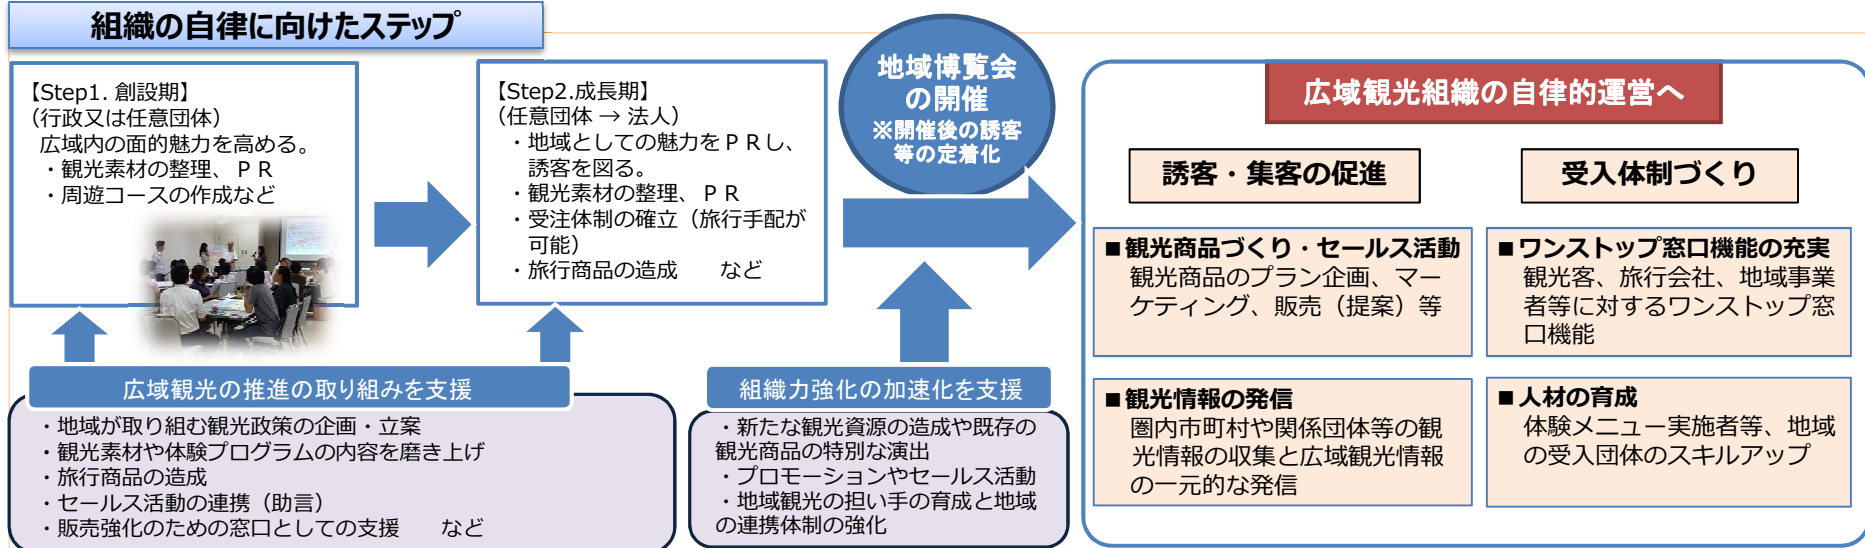 組織の自律に向けたステップ
【Step1. 創設期】
(行政又は任意団体)
広域内の面的魅力を高める。
・観光素材の整理、ＰＲ
・周遊コースの作成など
【Step2.成長期】
(任意団体 → 法人)
・地域としての魅力をＰＲし、
誘客を図る。
・観光素材の整理、ＰＲ
・受注体制の確立（旅行手配が
可能）
・旅行商品の造成　　など
地域博覧会
の開催
※開催後の誘客
等の定着化
広域観光の推進の取り組みを支援
・地域が取り組む観光政策の企画・立案
・観光素材や体験プログラムの内容を磨き上げ
・旅行商品の造成
・セールス活動の連携（助言）
・販売強化のための窓口としての支援　　など
組織力強化の加速化を支援
・新たな観光資源の造成や既存の
観光商品の特別な演出
・プロモーションやセールス活動
・地域観光の担い手の育成と地域
の連携体制の強化
広域観光組織の自律的運営へ
誘客・集客の促進
■観光商品づくり・セールス活動
観光商品のプラン企画、マー
ケティング、販売（提案）等
■観光情報の発信
圏内市町村や関係団体等の観
光情報の収集と広域観光情報
の一元的な発信
受入体制づくり
■ワンストップ窓口機能の充実
観光客、旅行会社、地域事業
者等に対するワンストップ窓
口機能
■人材の育成
体験メニュー実施者等、地域
の受入団体のスキルアップ